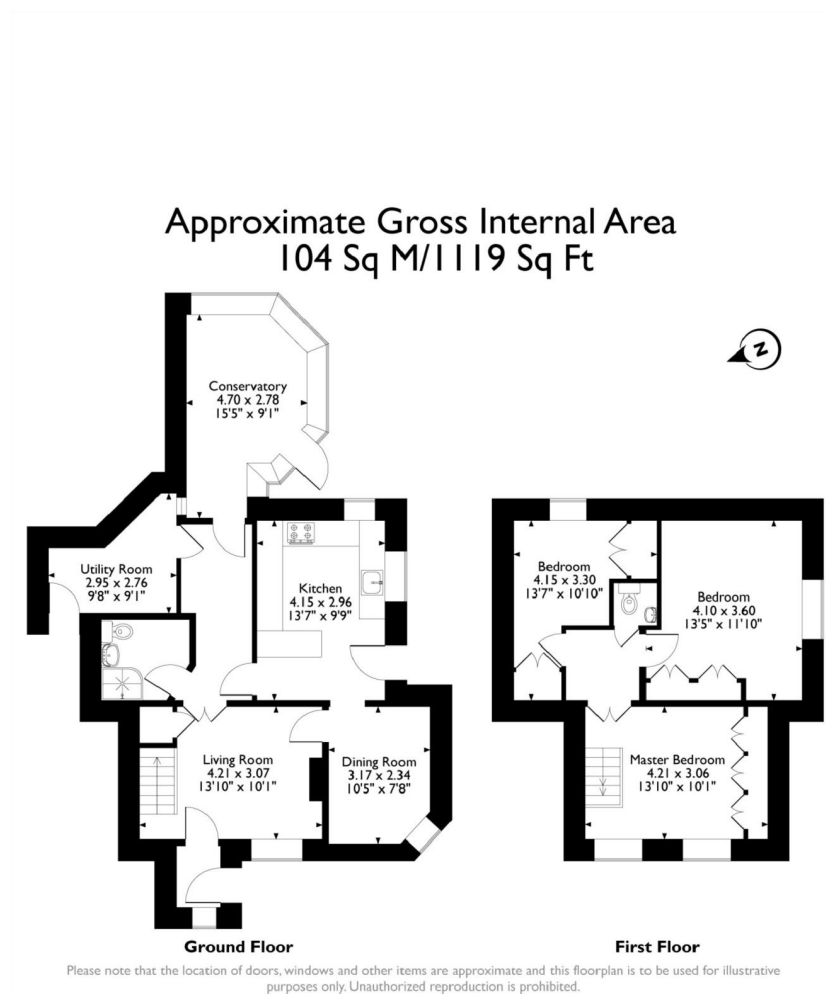 Approximate Gross Internal Area
104 Sq M/1119 Sq Ft
N
Conservatory
4.70 x 2.78
15'5" x 9'1"
Utility Room
2.95 x 2.76
9'8" x 9'1"
Kitchen
4.15 x 2.96
13'7" x 9'9"
Living Room
4.21 x 3.07
13'10" x 10'1"
Dining Room
3.17 x 2.34
10'5" x 7'8"
Ground Floor
Bedroom
4.15 x 3.30
13'7" x 10'10"
Bedroom
4.10 x 3.60
13'5" x 11'10"
Master Bedroom
4.21 x 3.06
13'10" x 10'1"
First Floor
Please note that the location of doors, windows and other items are approximate and this floorplan is to be used for illustrative
purposes only. Unauthorized reproduction is prohibited.